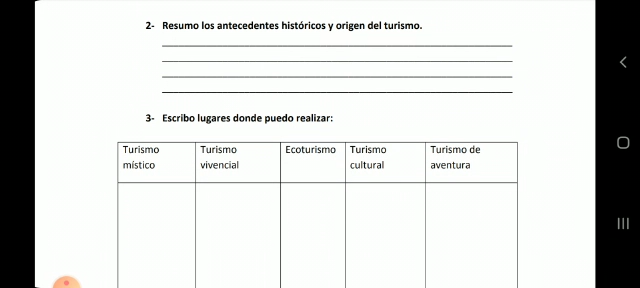 2- Resumo los antecedentes históricos y origen del turismo.
3- Escribo lugares donde puedo realizar:
Turismo místico
Turismo vivencial
Ecoturismo
Turismo cultural
Turismo de aventura